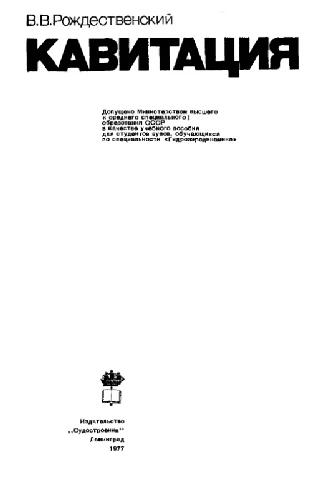 В.В.Рождественский
КАВИТАЦИЯ
Допущено Министерством высшего
и среднего специального
образования СССР
в качестве учебного пособия
для студентов вузов, обучающихся
по специальности «Гидроаэродинамика»
Издательство
„Судостроение“
Ленинград
1977